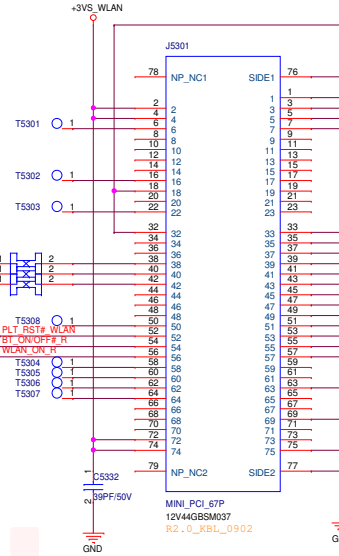 +3VS_WLAN
J5301
78 NP_NC1 SIDE1 76
1 1
2 2 3 3
4 4 5 5
T5301 1 6 6 7 7
8 8 9 9
10 10 11 11
12 12 13 13
14 14 15 15
T5302 1 16 16 17 17
18 18 19 19
20 20 21 21
T5303 1 22 22 23 23
32 32 33 33
34 34 35 35
36 36 37 37
2 38 38 39 39
2 40 40 41 41
2 42 42 43 43
44 44 45 45
46 46 47 47
48 48 49 49
T5308 1 50 50 51 51
PLT_RST#_WLAN 52 52 53 53
BT_ON/OFF#_R 54 54 55 55
WLAN_ON_R 56 56 57 57
T5304 1 58 58 59 59
T5305 1 60 60 61 61
T5306 1 62 62 63 63
T5307 1 64 64 65 65
66 66 67 67
68 68 69 69
70 70 71 71
72 72 73 73
74 74 75 75
79 NP_NC2 SIDE2 77
1
C5332
39PF/50V
2
MINI_PCI_67P
12V44GBSM037
R2.0_KBL_0902
GND